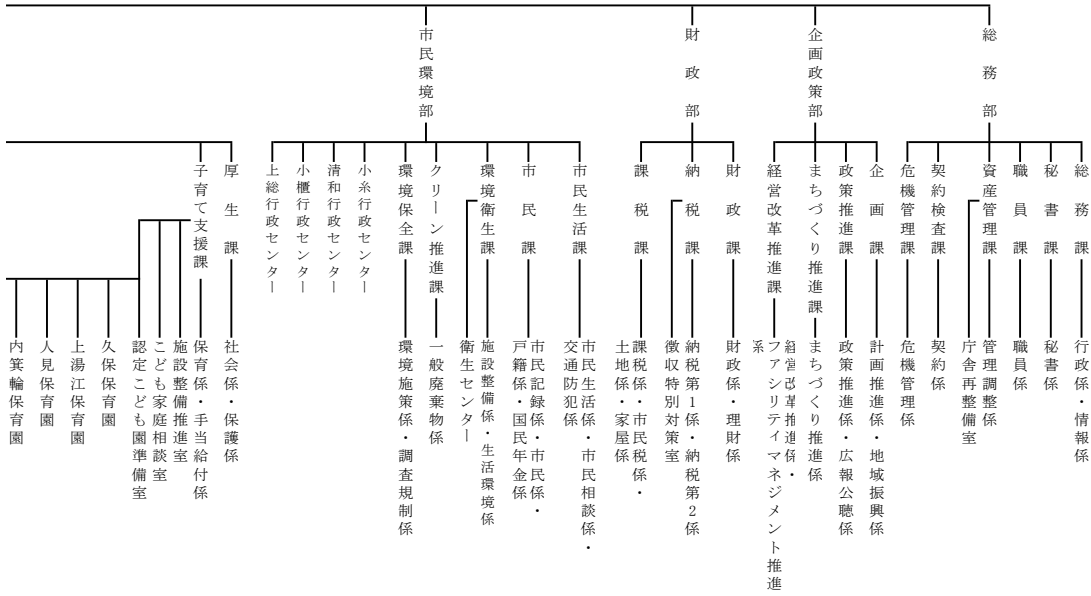 総務部
総務課
行政係・情報係
秘書課
秘書係
職員課
職員係
資産管理課
管理調整係
庁舎再整備室
契約検査課
契約係
危機管理課
危機管理係
企画政策部
企画課
計画推進係・地域振興係
政策推進課
政策推進係・広報公聴係
まちづくり推進課
まちづくり推進係
経営改革推進課
経営改革推進係・
ファシリティマネジメント推進
係
財政部
財政課
財政係・理財係
納税課
納税第1係・納税第2係
徴収特別対策室
課税課
課税係・市民税係・
土地係・家屋係
市民環境部
市民生活課
市民生活係・市民相談係・
交通防犯係
市民課
市民記録係・市民係・
戸籍係・国民年金係
環境衛生課
施設整備係・生活環境係
衛生センター
クリーン推進課
一般廃棄物係
環境保全課
環境施策係・調査規制係
小糸行政センター
清和行政センター
小櫃行政センター
上総行政センター
厚生課
社会係・保護係
子育て支援課
保育係・手当給付係
施設整備推進室
こども家庭相談室
認定こども園準備室
久保保育園
上湯江保育園
人見保育園
内箕輪保育園